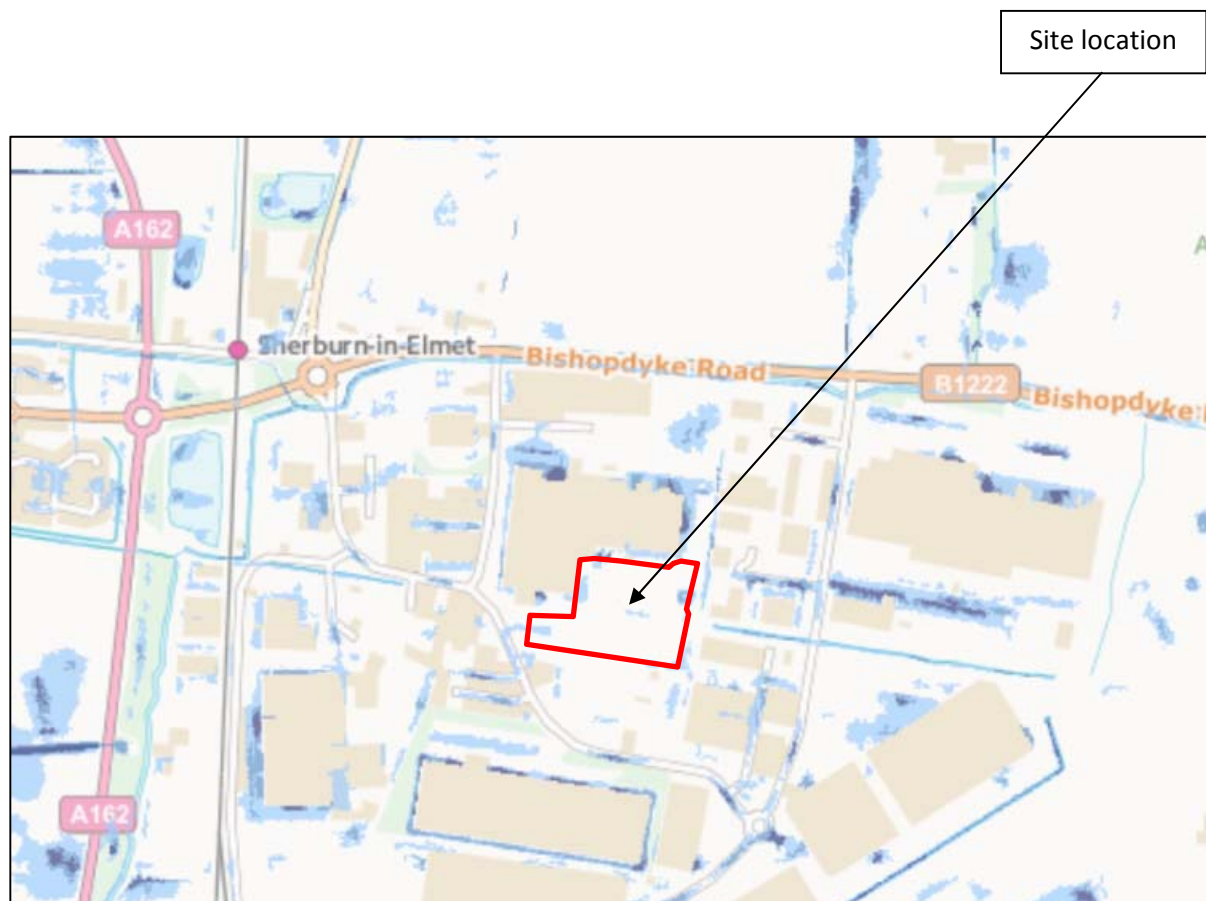 Site location
A162
Sherburn-in-Elmet
Bishopdyke Road
B1222
Bishopdyke
A162